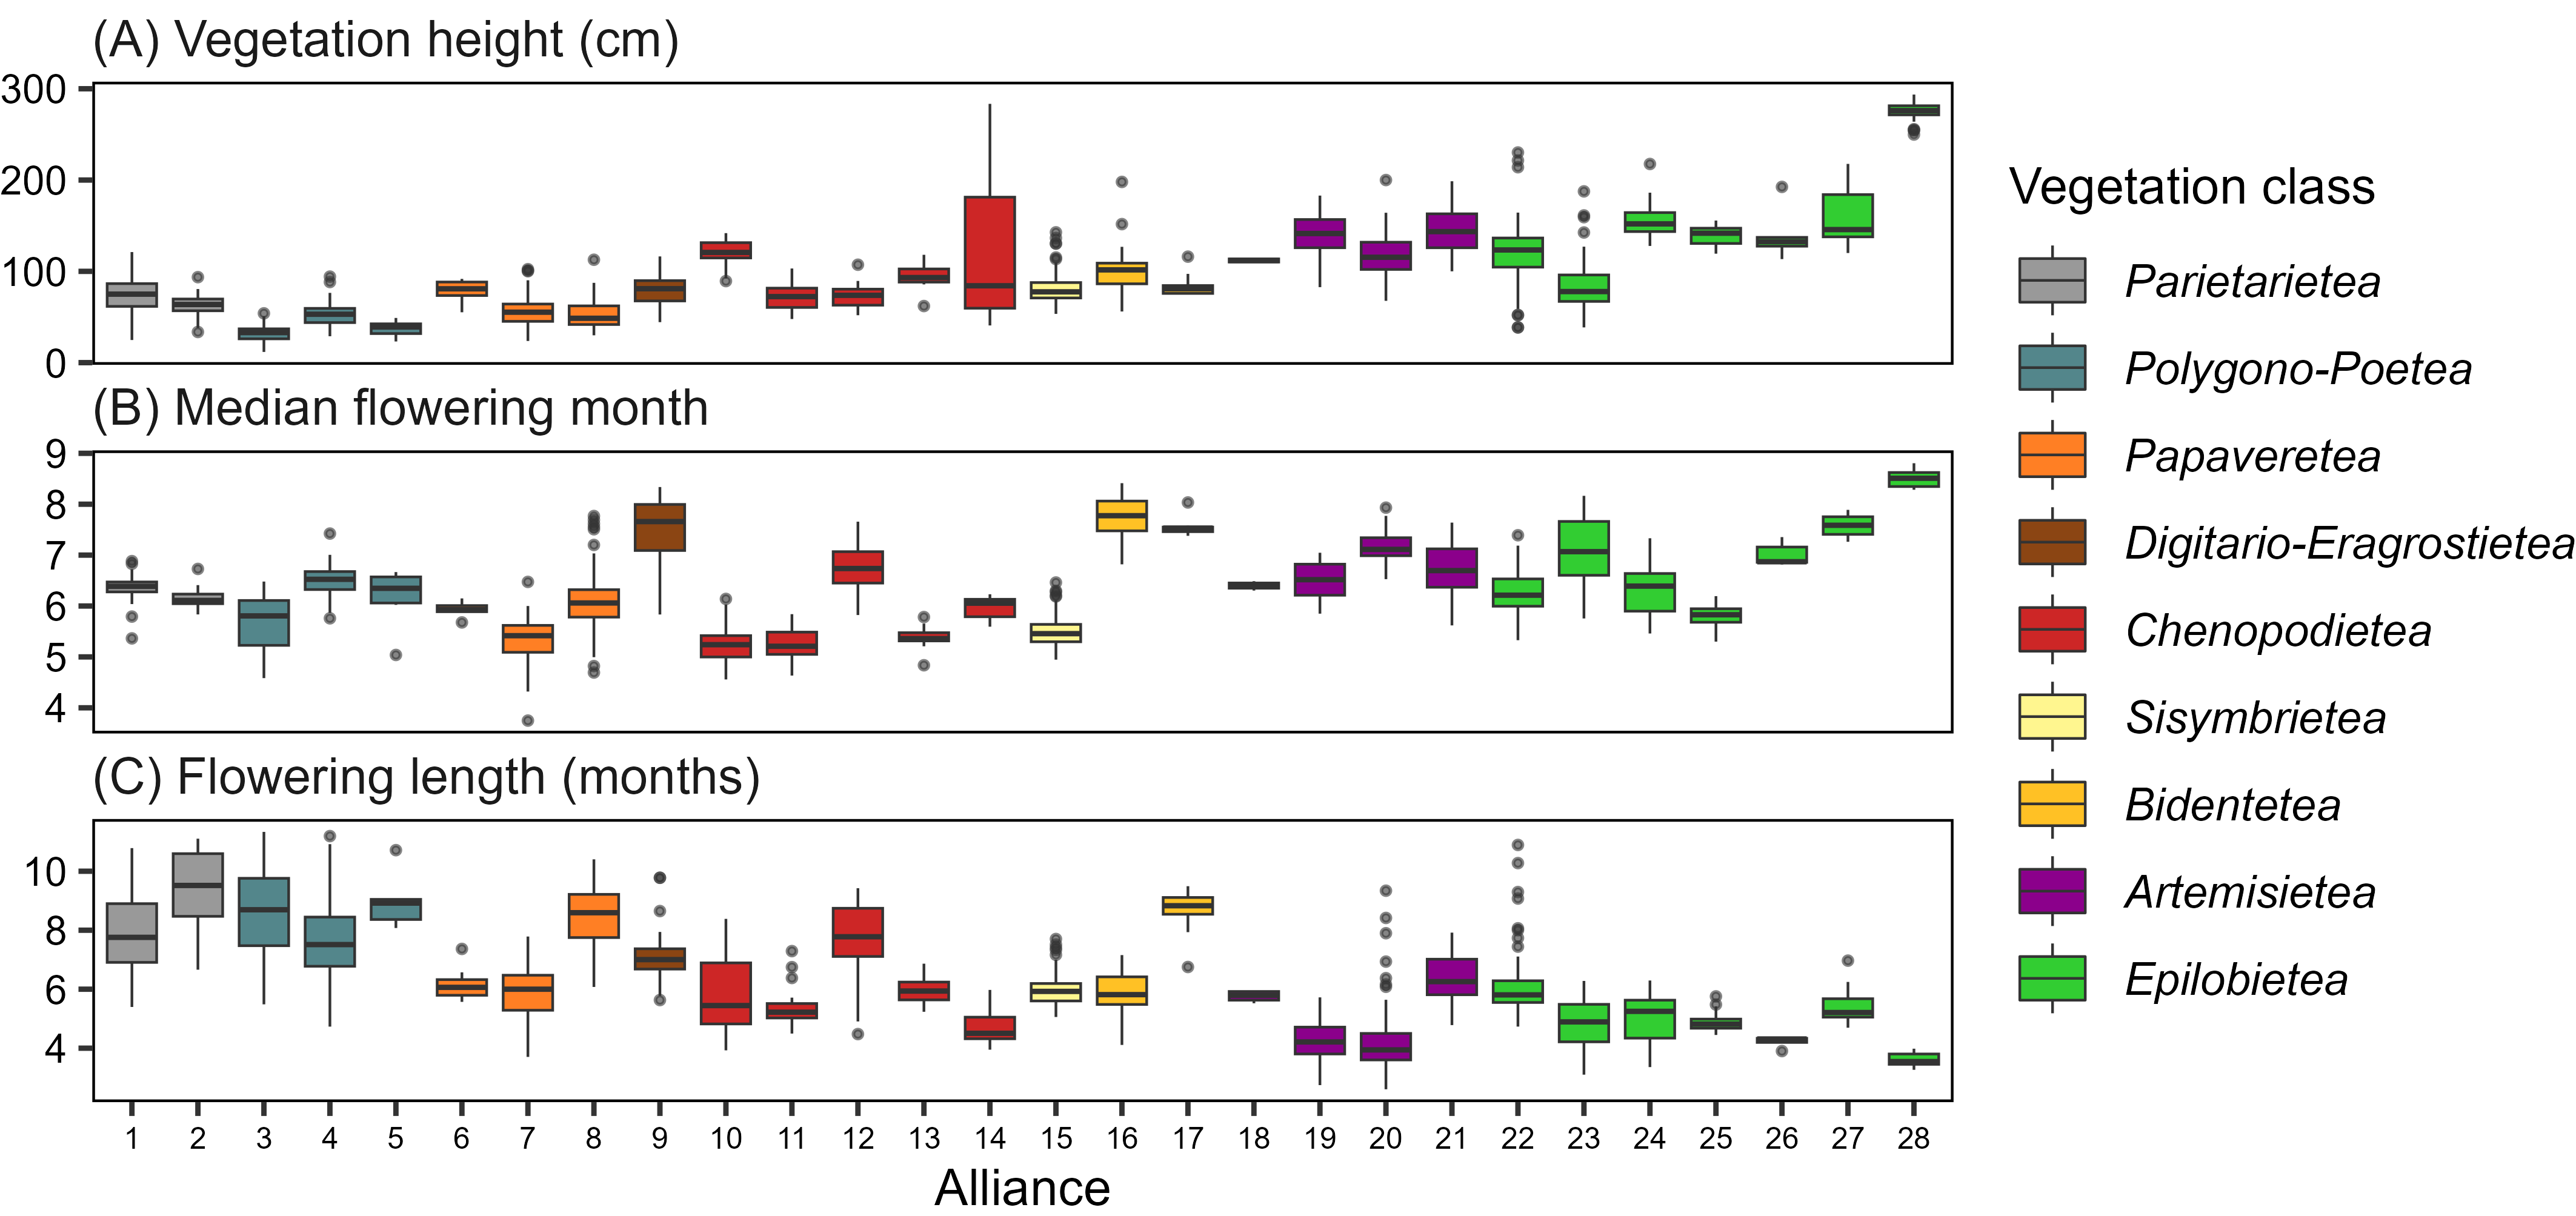 (A) Vegetation height (cm)
300
200
100
0
(B) Median flowering month
9
8
7
6
5
4
(C) Flowering length (months)
10
8
6
4
1 2 3 4 5 6 7 8 9 10 11 12 13 14 15 16 17 18 19 20 21 22 23 24 25 26 27 28
Alliance
Vegetation class
Parietarietea
Polygono-Poetea
Papaveretea
Digitario-Eragrostietea
Chenopodietea
Sisymbrietea
Bidentetea
Artemisietea
Epilobietea